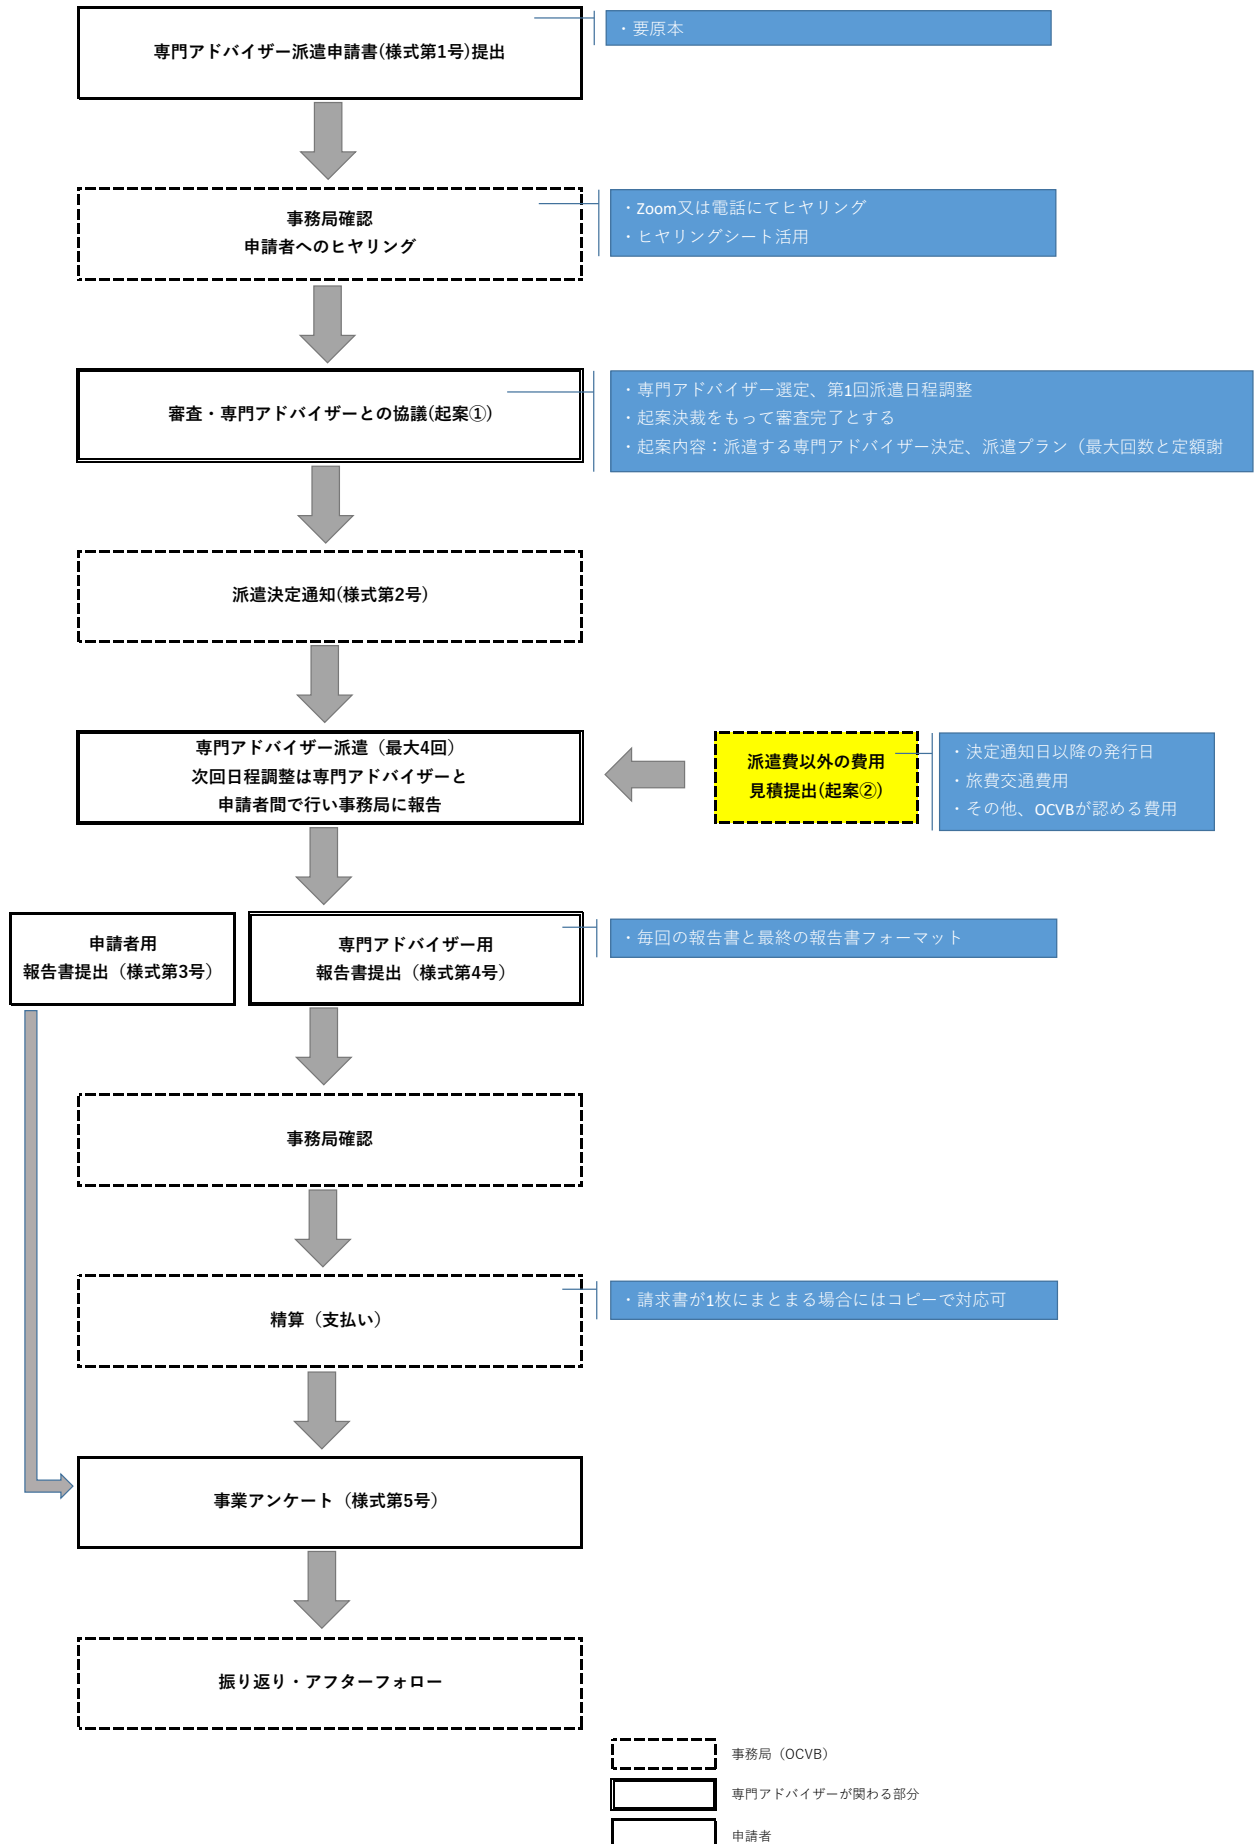 専門アドバイザー派遣申請書(様式第1号)提出
・要原本
事務局確認
申請者へのヒヤリング
・Zoom又は電話にてヒヤリング
・ヒヤリングシート活用
審査・専門アドバイザーとの協議(起案①)
・専門アドバイザー選定、第1回派遣日程調整
・起案決裁をもって審査完了とする
・起案内容：派遣する専門アドバイザー決定、派遣プラン（最大回数と定額謝
派遣決定通知(様式第2号)
専門アドバイザー派遣（最大4回）
次回日程調整は専門アドバイザーと
申請者間で行い事務局に報告
派遣費以外の費用
見積提出(起案②)
・決定通知日以降の発行日
・旅費交通費用
・その他、OCVBが認める費用
申請者用
報告書提出（様式第3号）
専門アドバイザー用
報告書提出（様式第4号）
・毎回の報告書と最終の報告書フォーマット
事務局確認
精算（支払い）
・請求書が1枚にまとまる場合にはコピーで対応可
事業アンケート（様式第5号）
振り返り・アフターフォロー
事務局（OCVB）
専門アドバイザーが関わる部分
申請者